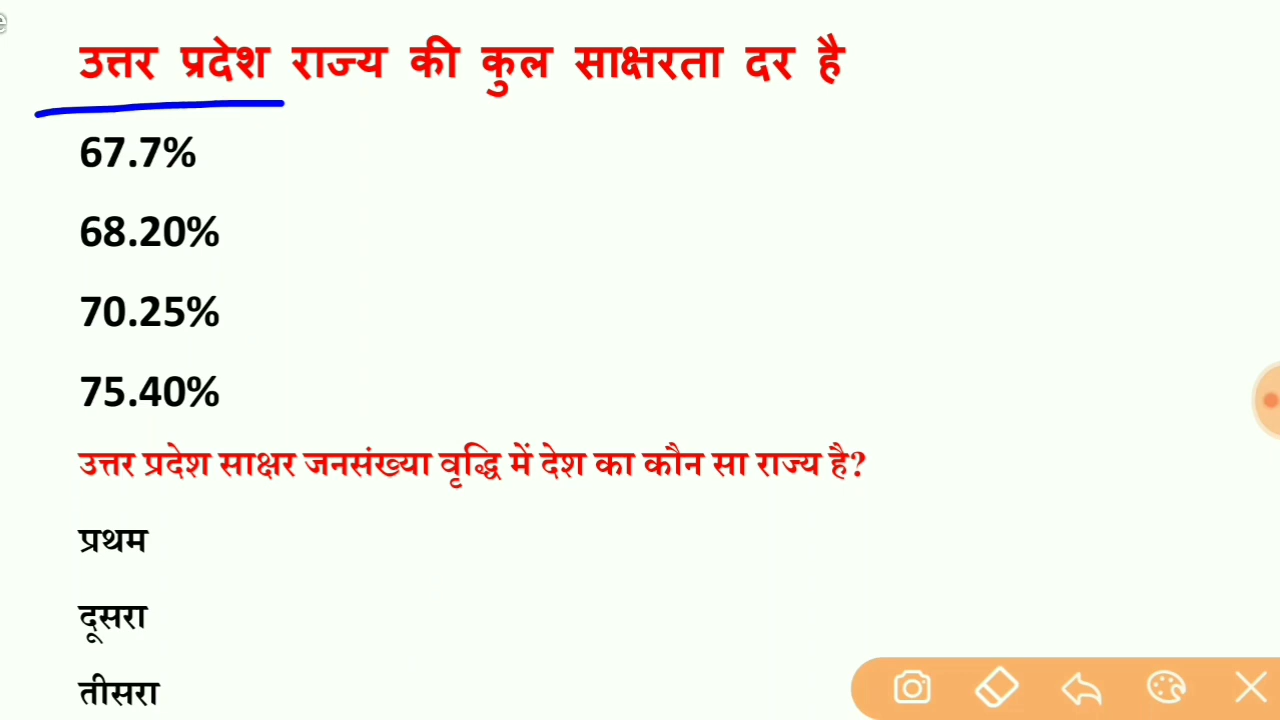 उत्तर प्रदेश राज्य की कुल साक्षरता दर है
67.7%
68.20%
70.25%
75.40%
उत्तर प्रदेश साक्षर जनसंख्या वृद्धि में देश का कौन सा राज्य है?
प्रथम
दूसरा
तीसरा